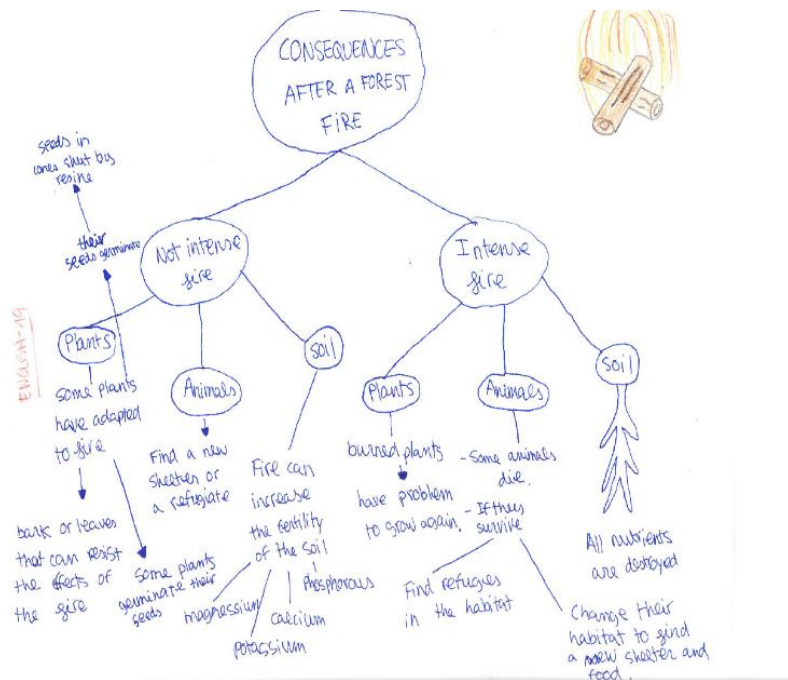 CONSEQUENCES
AFTER A FOREST
FIRE
seeds in
cones shut by
resine
their
seeds germinate
Not intense
fire
Intense
fire
ENGLISH-19
Plants
some plants
have adapted
to fire
bark or leaves
that can resist
the effects of
the fire
Some plants
germinate their
seeds
Animals
Find a new
shelter or
a refugiate
soil
Fire can
increase
the fertility
of the soil
magnessium
potassium
calcium
Phosphorous
Plants
burned plants
have problem
to grow again.
Animals
- Some animals
die.
- If thus
survive
Find refugies
in the habitat
Change their
habitat to find
a new shelter and
food.
soil
All nutrients
are destroyed